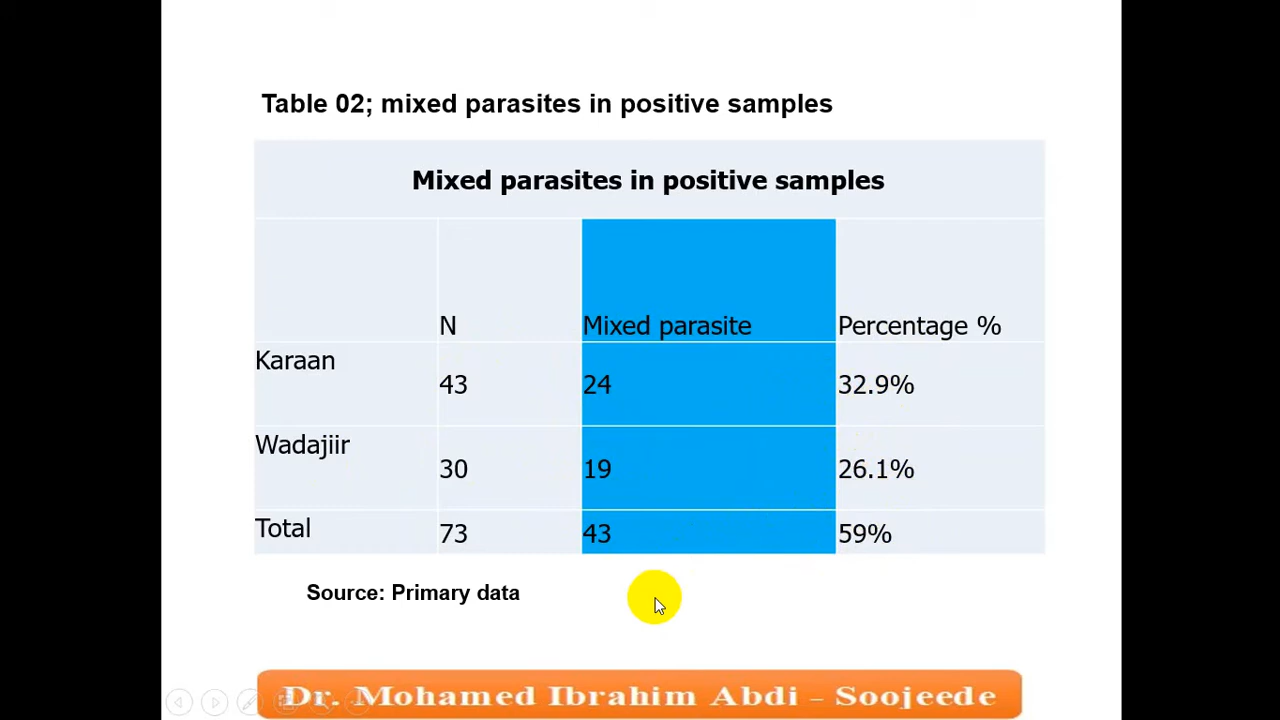 Table 02; mixed parasites in positive samples
Mixed parasites in positive samples
N Mixed parasite Percentage %
Karaan 43 24 32.9%
Wadajiir 30 19 26.1%
Total 73 43 59%
Source: Primary data
Dr. Mohamed Ibrahim Abdi - Soojeede